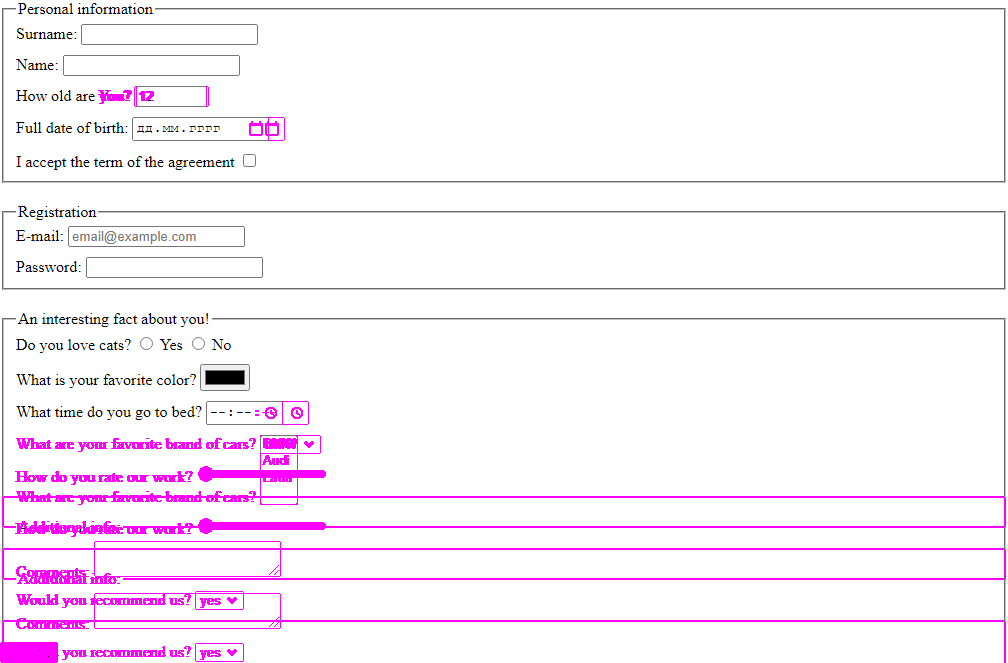 Personal information
Surname:
Name:
How old are You? 12
Full date of birth: дд.мм.гггг
I accept the term of the agreement
Registration
E-mail: email@example.com
Password:
An interesting fact about you!
Do you love cats? Yes No
What is your favorite color?
What time do you go to bed? --:--
What are your favorite brand of cars?
Audi
How do you rate our work?
What are your favorite brand of cars?
Additional info:
How do you rate our work?
Comments:
Additional info:
Would you recommend us? yes
Comments:
you recommend us? yes